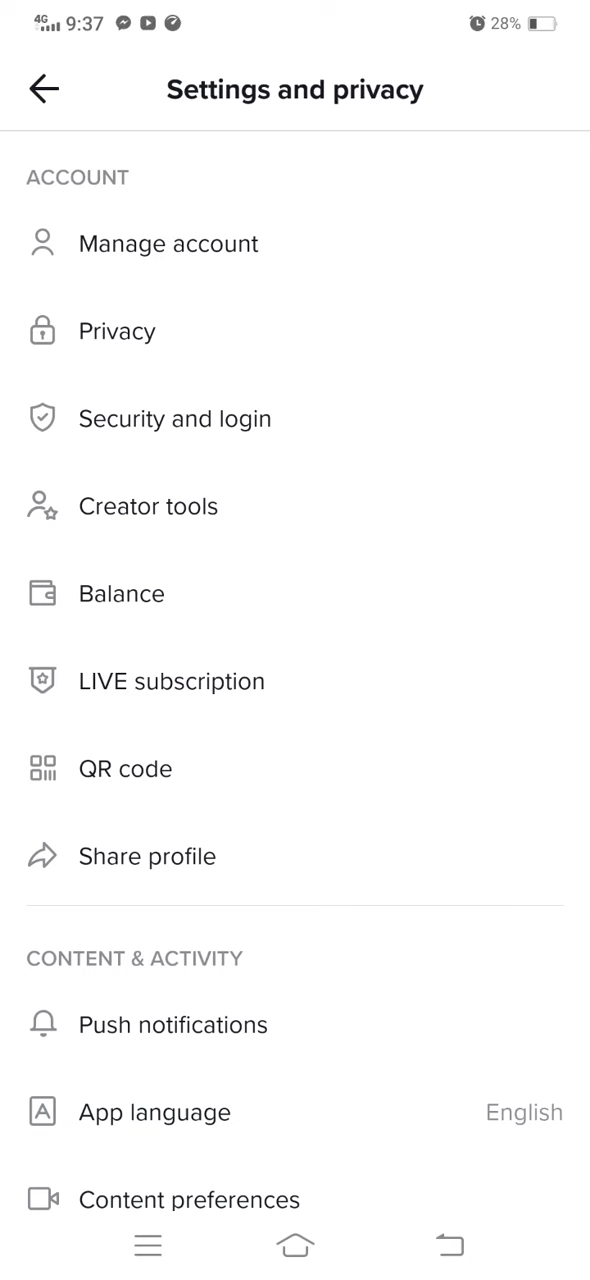 4G 9:37 28%
Settings and privacy
ACCOUNT
Manage account
Privacy
Security and login
Creator tools
Balance
LIVE subscription
QR code
Share profile
CONTENT & ACTIVITY
Push notifications
App language English
Content preferences